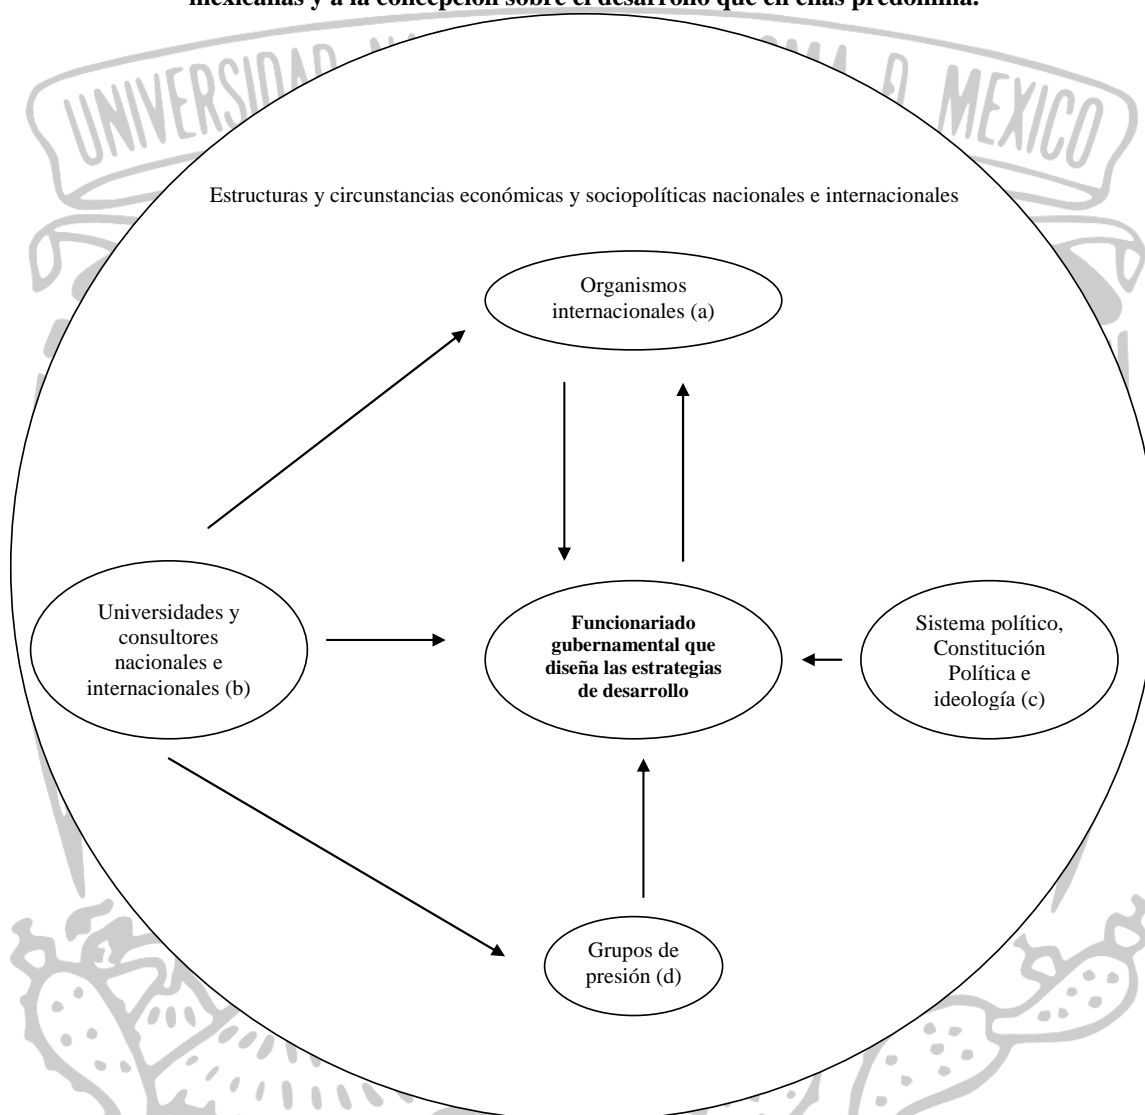 mexicanas y a la concepción sobre el desarrollo que en ellas predomina.
UNIVERSIDAD
MEXICO
Estructuras y circunstancias económicas y sociopolíticas nacionales e internacionales
Organismos
internacionales (a)
Universidades y
consultores
nacionales e
internacionales (b)
Funcionariado
gubernamental que
diseña las estrategias
de desarrollo
Sistema político,
Constitución
Política e
ideología (c)
Grupos de
presión (d)